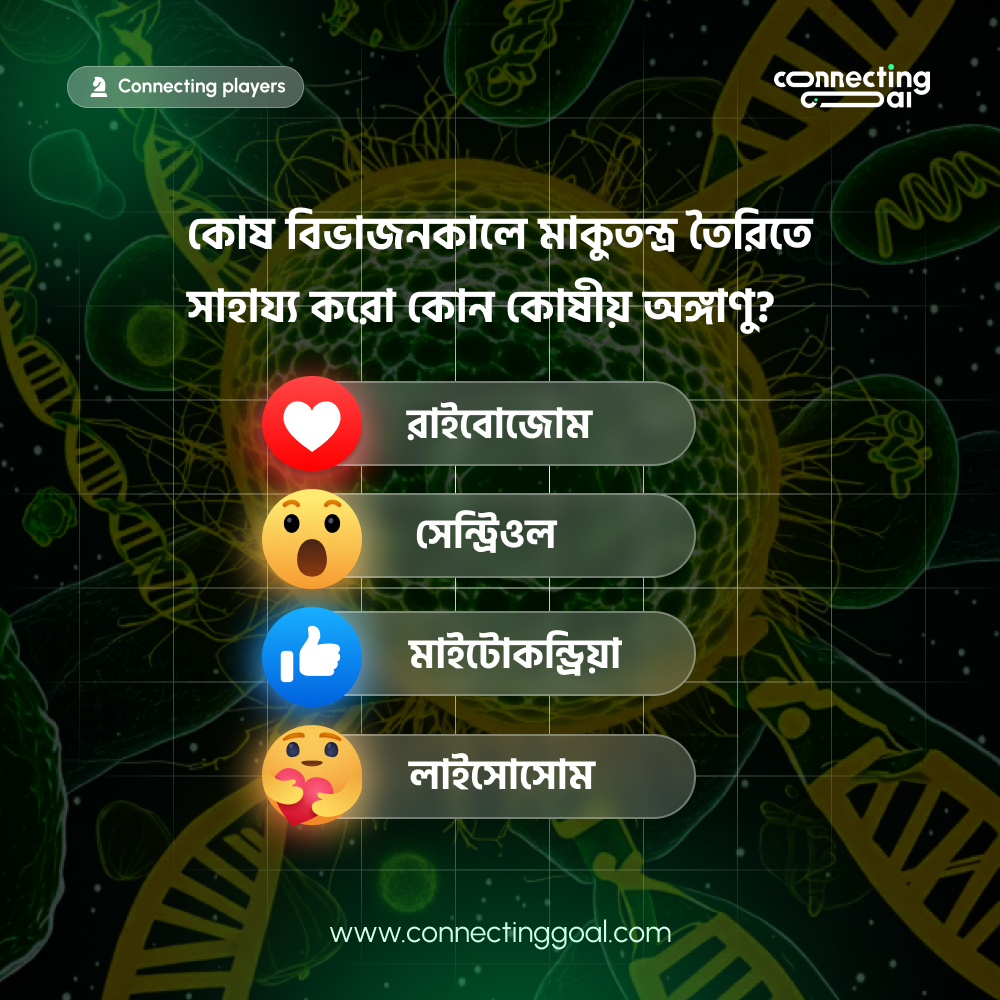 Connecting players
connecting
goal
কোষ বিভাজনকালে মাকুতন্ত্র তৈরিতে
সাহায্য করো কোন কোষীয় অঙ্গাণু?
রাইবোজোম
সেন্ট্রিওল
মাইটোকন্ড্রিয়া
লাইসোসোম
www.connectinggoal.com